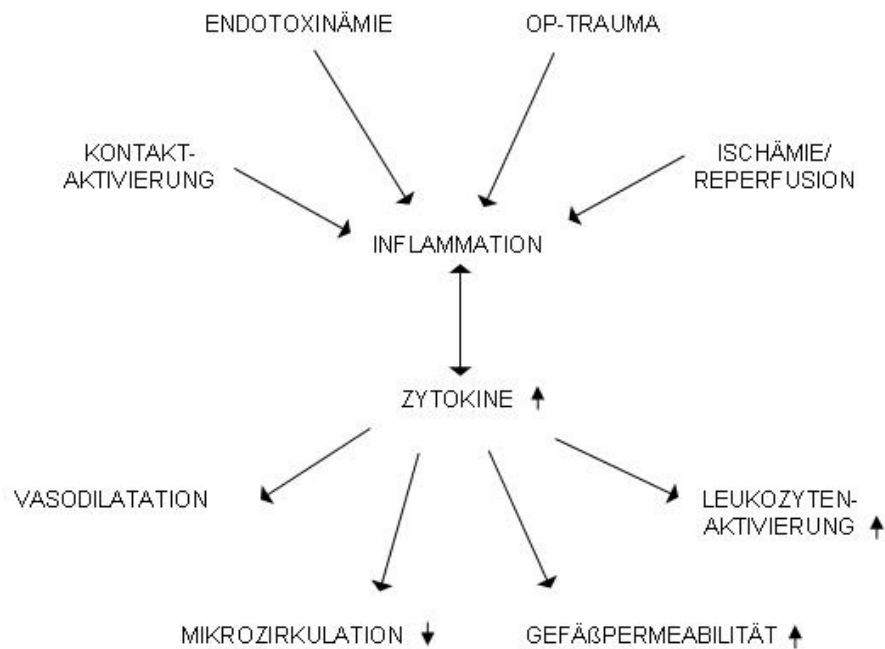 ENDOTOXINÄMIE
OP-TRAUMA
KONTAKT-
AKTIVIERUNG
ISCHÄMIE/
REPERFUSION
INFLAMMATION
ZYTOKINE
VASODILATATION
LEUKOZYTEN-
AKTIVIERUNG
MIKROZIRKULATION
GEFÄßPERMEABILITÄT